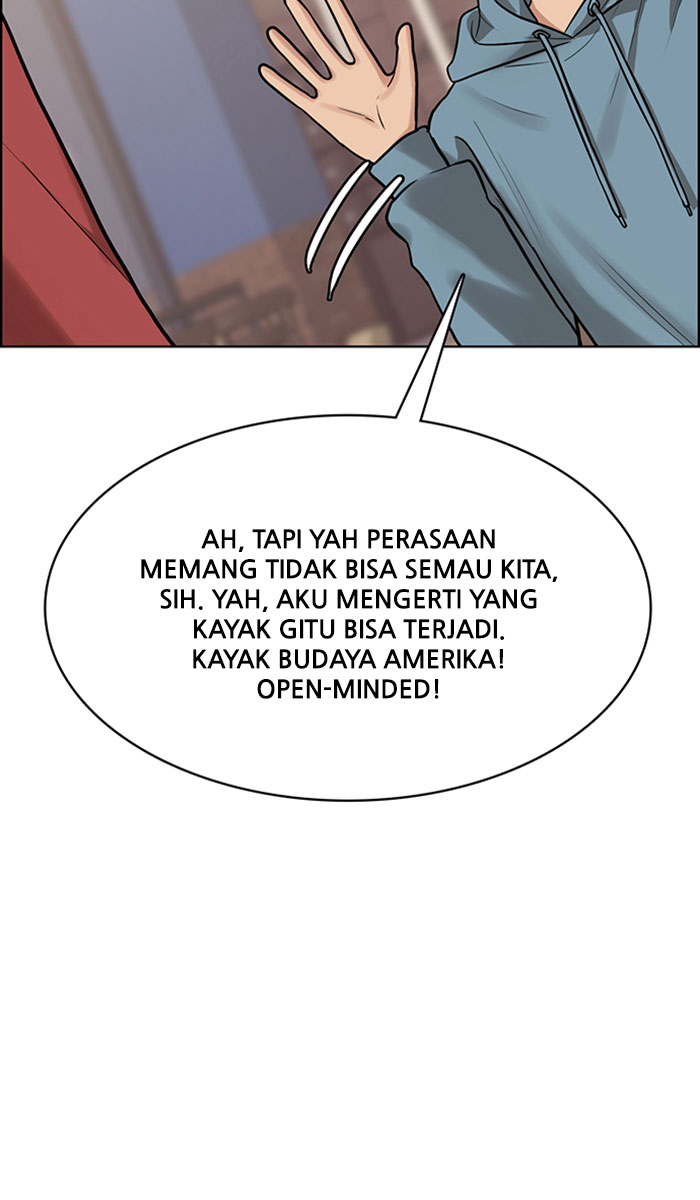 AH, TAPI YAH PERASAAN
MEMANG TIDAK BISA SEMAU KITA,
SIH. YAH, AKU MENGERTI YANG
KAYAK GITU BISA TERJADI.
KAYAK BUDAYA AMERIKA!
OPEN-MINDED!